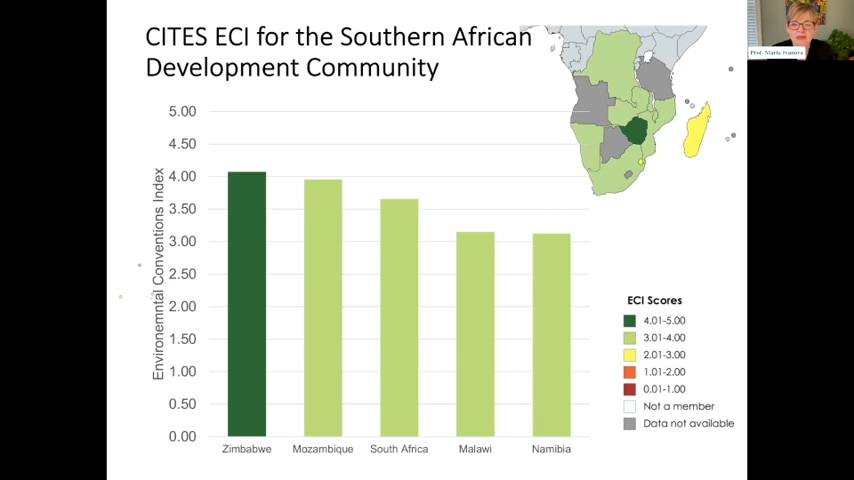 CITES ECI for the Southern African
Development Community
Prof. Maria Ivanova
5.00
4.50
4.00
3.50
3.00
2.50
2.00
1.50
1.00
0.50
0.00
Environemntal Conventions Index
Zimbabwe
Mozambique
South Africa
Malawi
Namibia
ECI Scores
4.01-5.00
3.01-4.00
2.01-3.00
1.01-2.00
0.01-1.00
Not a member
Data not available